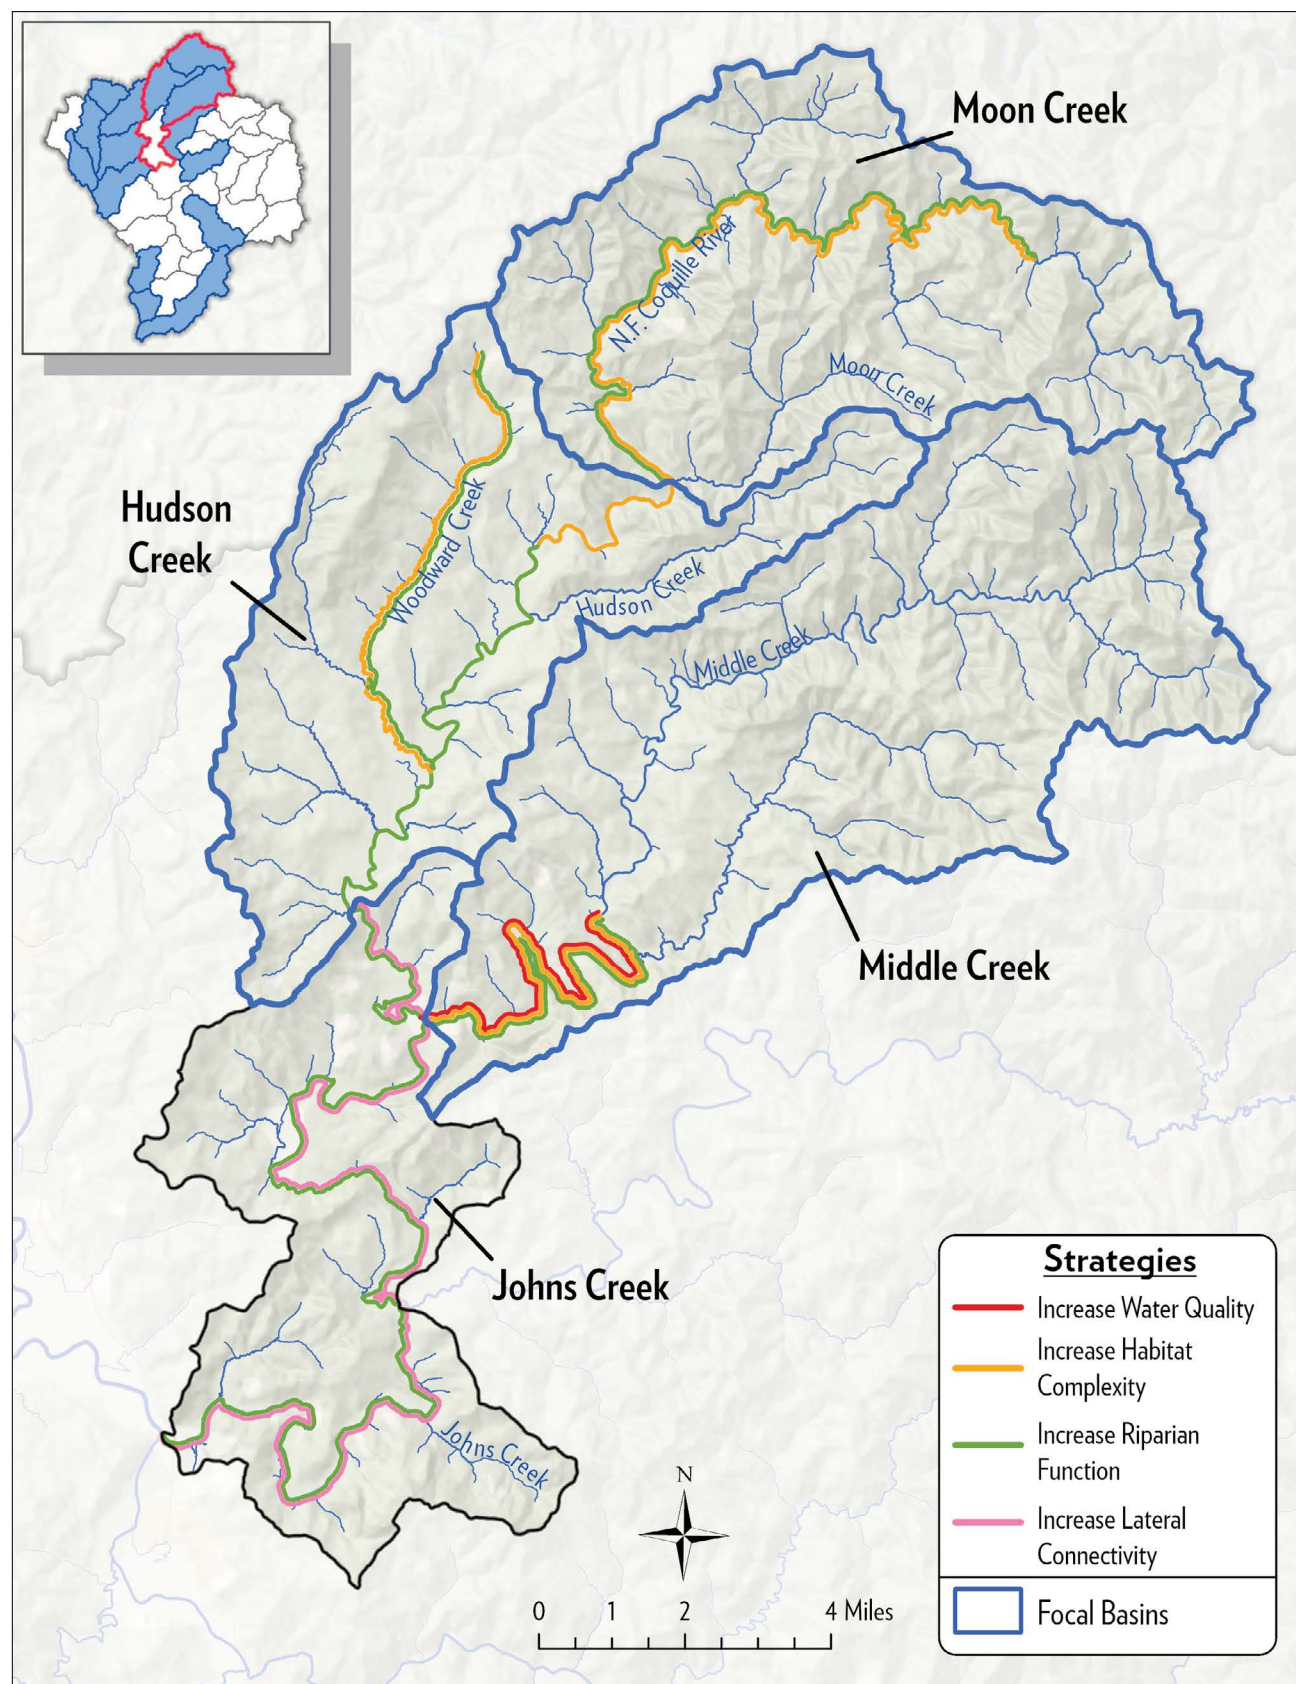 Moon Creek
N.F. Coquille River
Moon Creek
Hudson
Creek
Woodward Creek
Hudson Creek
Middle Creek
Middle Creek
Johns Creek
Johns Creek
Strategies
Increase Water Quality
Increase Habitat
Complexity
Increase Riparian
Function
Increase Lateral
Connectivity
Focal Basins
N
0 1 2 4 Miles